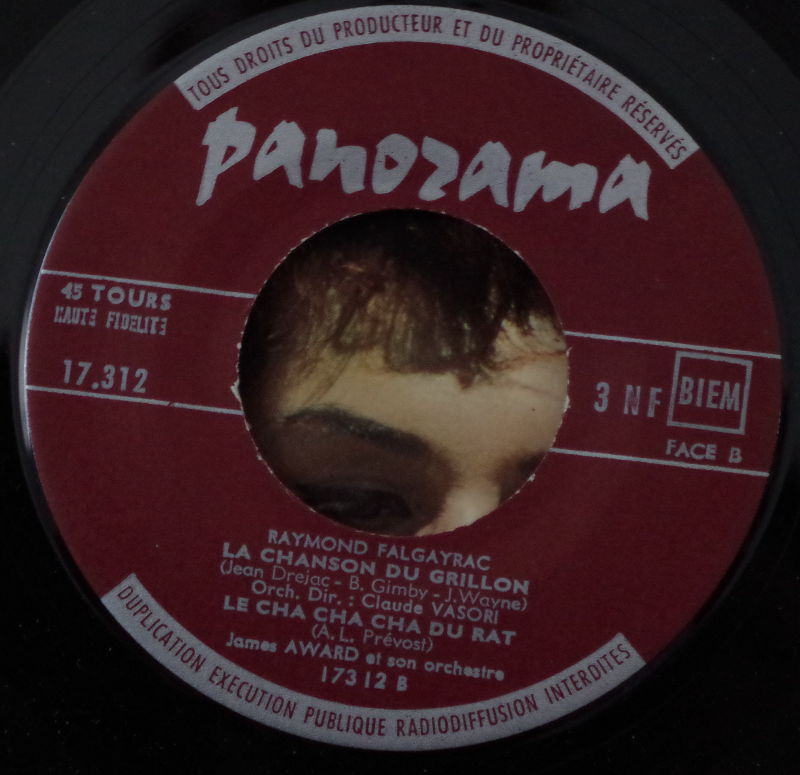 TOUS DROITS DU PRODUCTEUR ET DU PROPRIÉTAIRE RÉSERVÉS
panorama
45 TOURS
HAUTE FIDELITE
17.312
3 NF
BIEM
FACE B
RAYMOND FALGAYRAC
LA CHANSON DU GRILLON
(Jean Drejac - B. Gimby - J. Wayne)
Orch. Dir. : Claude VASORI
LE CHA CHA CHA DU RAT
(A. L. Prévost)
James AWARD et son orchestre
17312 B
DUPLICATION EXECUTION PUBLIQUE RADIODIFFUSION INTERDITES